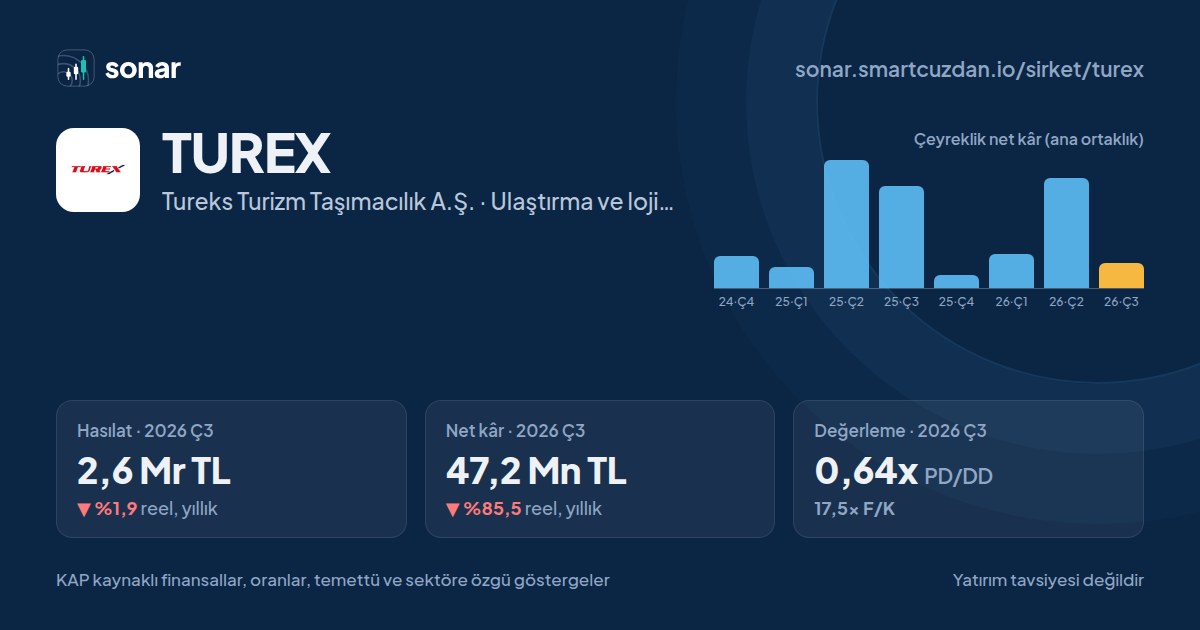 sonar
sonar.smartcuzdan.io/sirket/turex
TUREX
TUREX
Tureks Turizm Taşımacılık A.Ş. · Ulaştırma ve loji…
Çeyreklik net kâr (ana ortaklık)
24·Ç4 25·Ç1 25·Ç2 25·Ç3 25·Ç4 26·Ç1 26·Ç2 26·Ç3
Hasılat · 2026 Ç3
2,6 Mr TL
▼ %1,9 reel, yıllık
Net kâr · 2026 Ç3
47,2 Mn TL
▼ %85,5 reel, yıllık
Değerleme · 2026 Ç3
0,64x PD/DD
17,5× F/K
KAP kaynaklı finansallar, oranlar, temettü ve sektöre özgü göstergeler
Yatırım tavsiyesi değildir